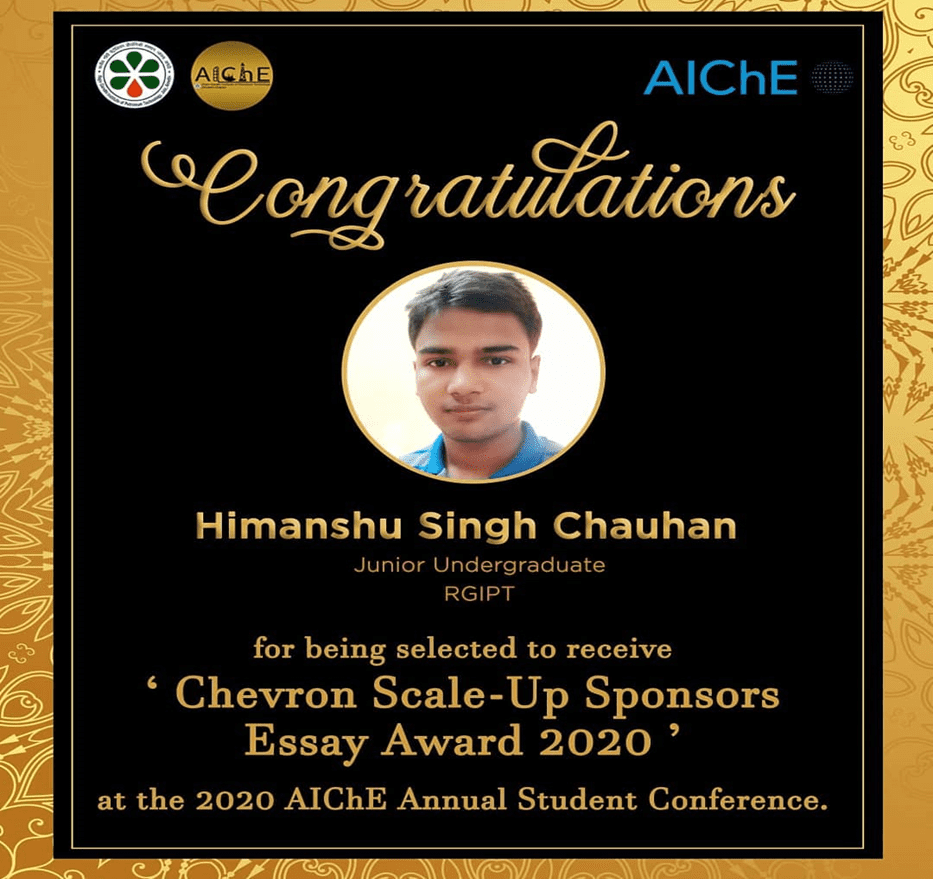 AIChE
AIChE
Congratulations
Himanshu Singh Chauhan
Junior Undergraduate
RGIPT
for being selected to receive
‘ Chevron Scale-Up Sponsors
Essay Award 2020 ’
at the 2020 AIChE Annual Student Conference.